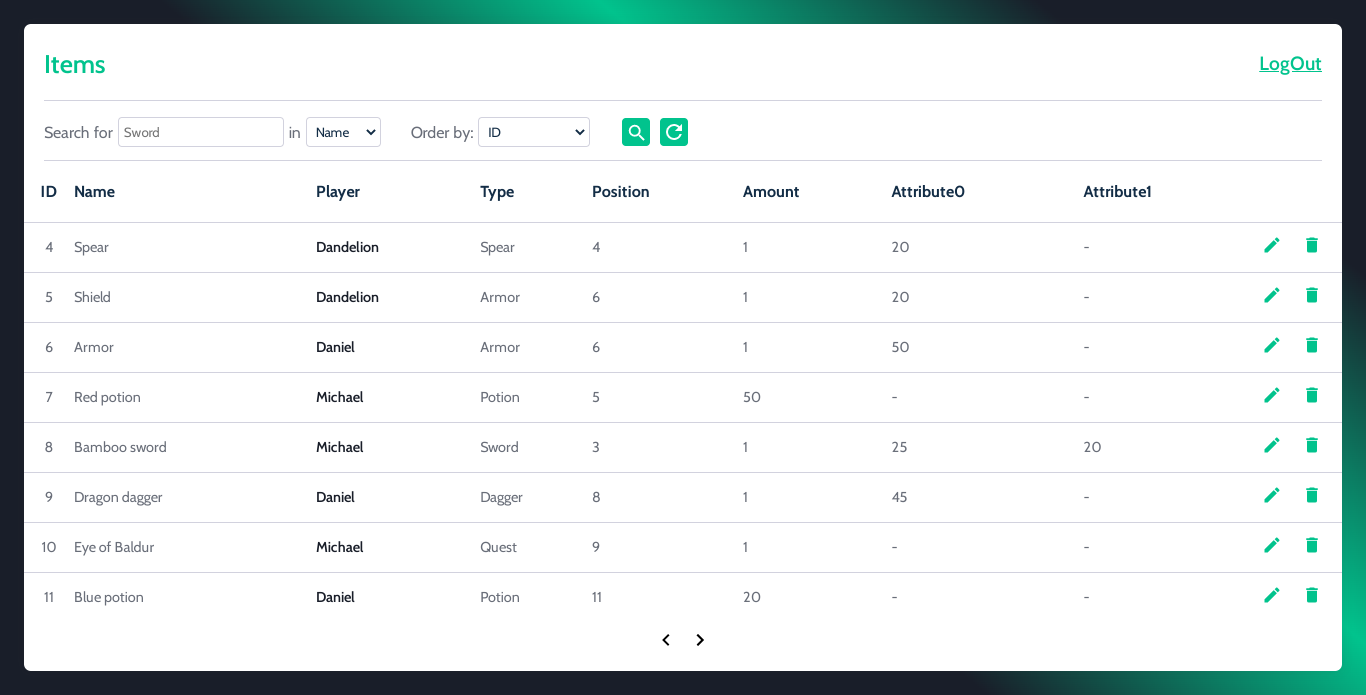 Items LogOut
Search for Sword in Name Order by: ID
ID Name Player Type Position Amount Attribute0 Attribute1
4 Spear Dandelion Spear 4 1 20 -
5 Shield Dandelion Armor 6 1 20 -
6 Armor Daniel Armor 6 1 50 -
7 Red potion Michael Potion 5 50 - -
8 Bamboo sword Michael Sword 3 1 25 20
9 Dragon dagger Daniel Dagger 8 1 45 -
10 Eye of Baldur Michael Quest 9 1 - -
11 Blue potion Daniel Potion 11 20 - -